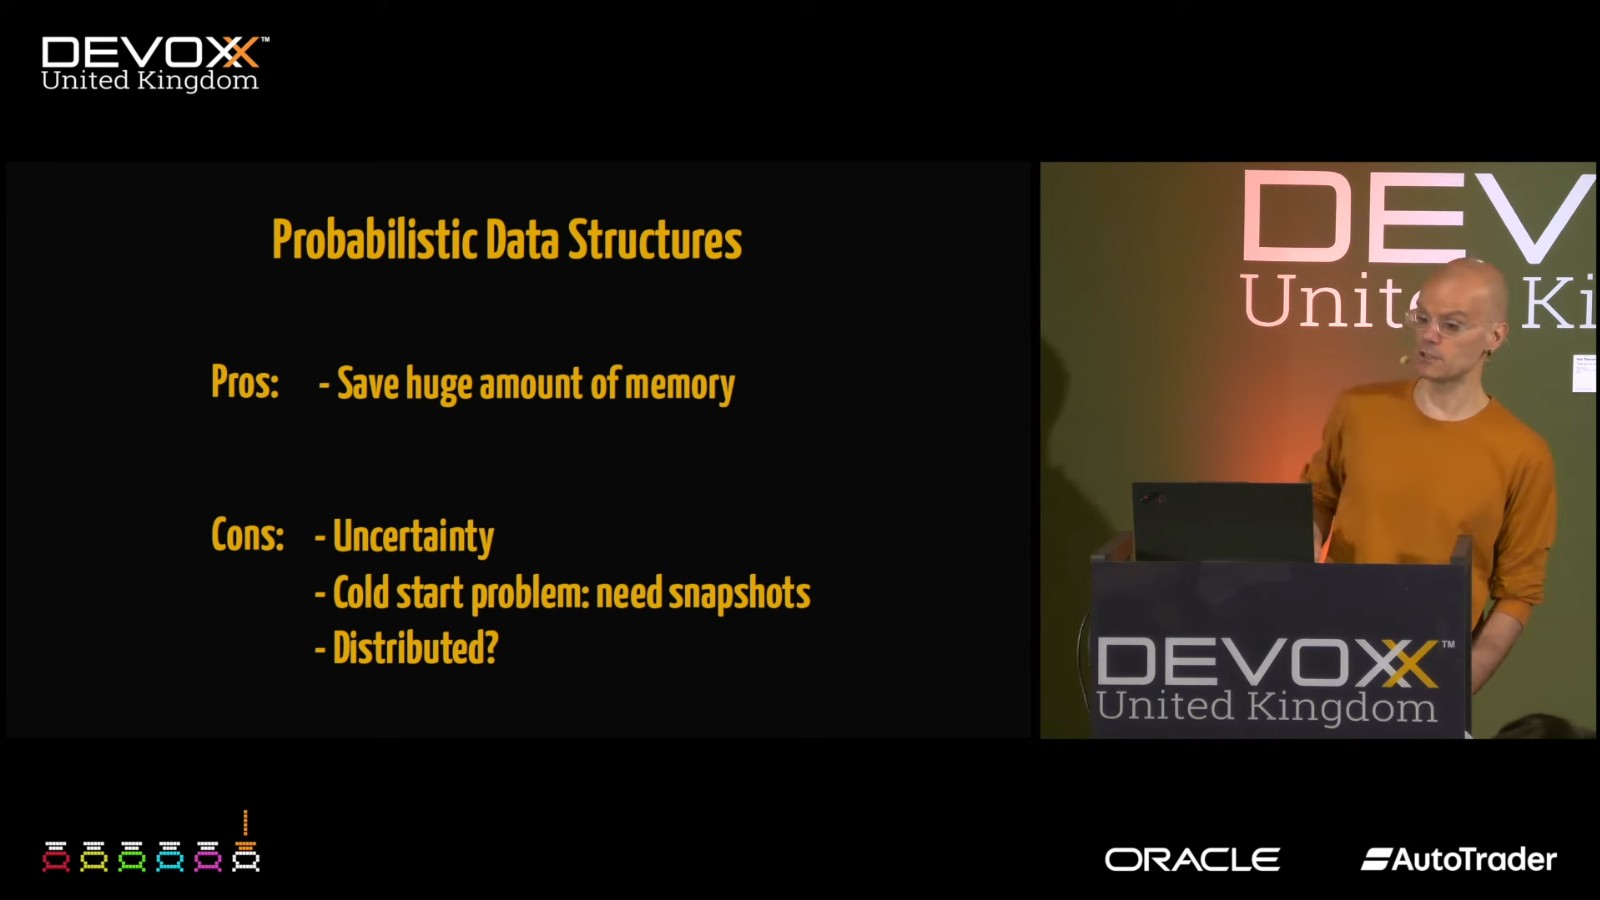 DEVOXX™
United Kingdom
Probabilistic Data Structures
Pros: - Save huge amount of memory
Cons: - Uncertainty
- Cold start problem: need snapshots
- Distributed?
DEV
Unit Ki
DEVOXX™
United Kingdom
ORACLE
AutoTrader